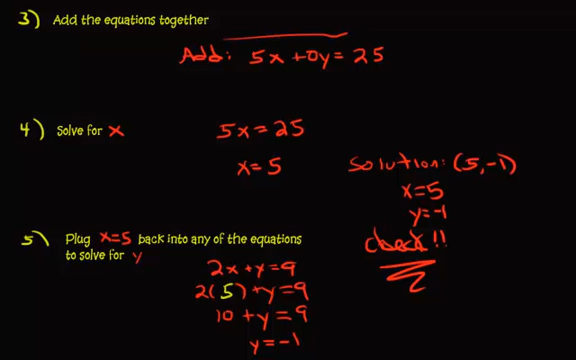 3) Add the equations together
Add: 5x + 0y = 25
4) Solve for x
5x = 25
x = 5
5) Plug x=5 back into any of the equations
to solve for y
2x + y = 9
2(5) + y = 9
10 + y = 9
y = -1
Solution: (5, -1)
x = 5
y = -1
check!!